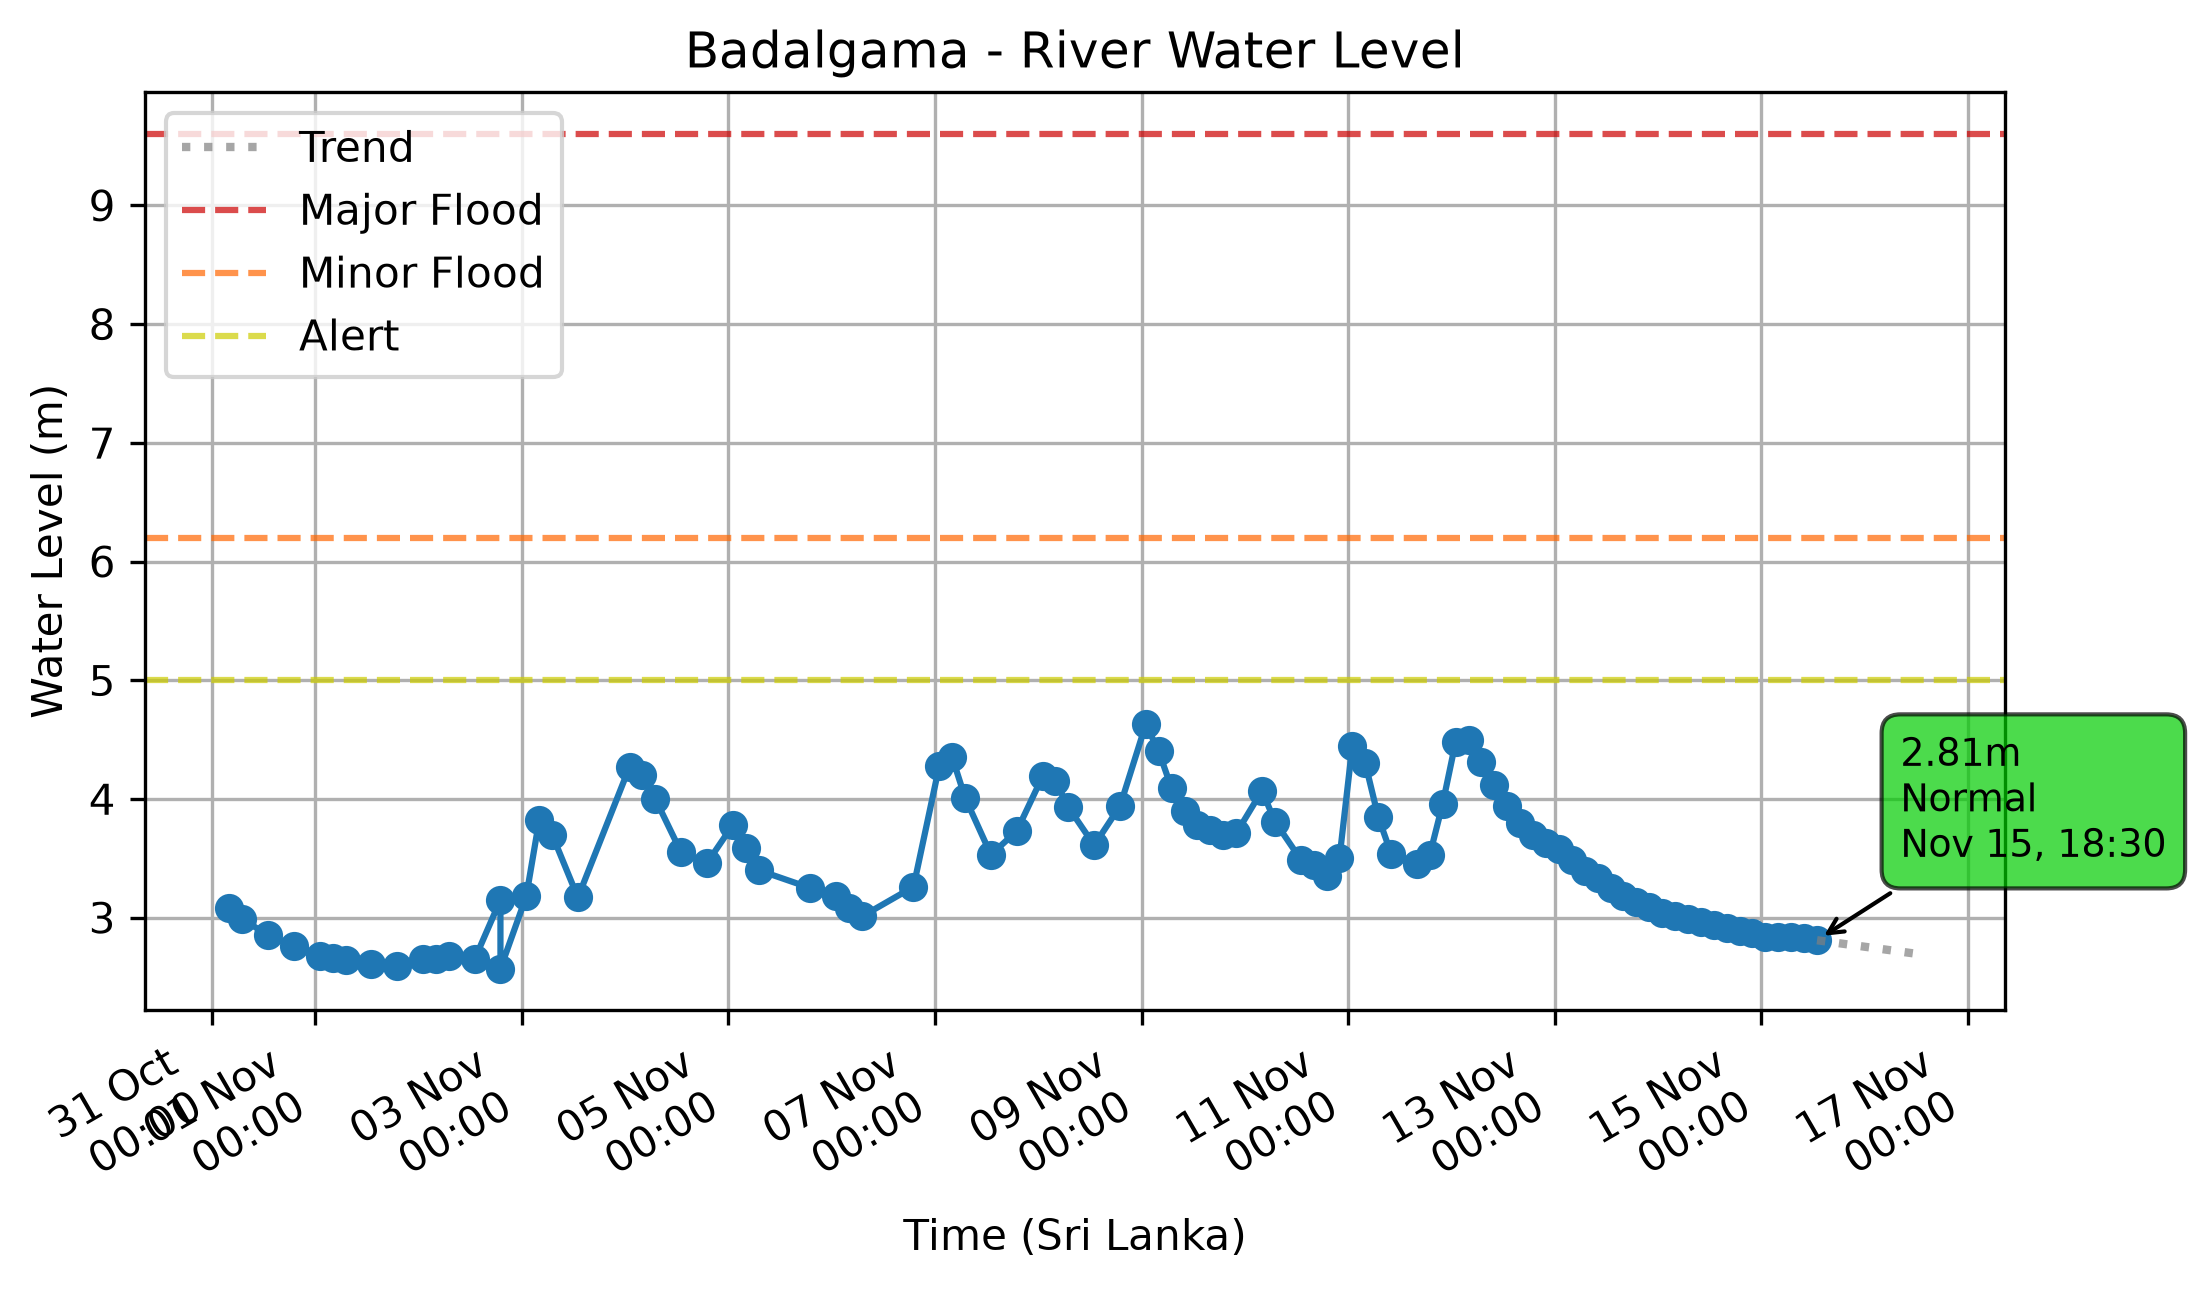 Badalgama - River Water Level
Trend
Major Flood
Minor Flood
Alert
Water Level (m)
9
8
7
6
5
4
3
2.81m
Normal
Nov 15, 18:30
31 Oct
00:00
01 Nov
00:00
03 Nov
00:00
05 Nov
00:00
07 Nov
00:00
09 Nov
00:00
11 Nov
00:00
13 Nov
00:00
15 Nov
00:00
17 Nov
00:00
Time (Sri Lanka)